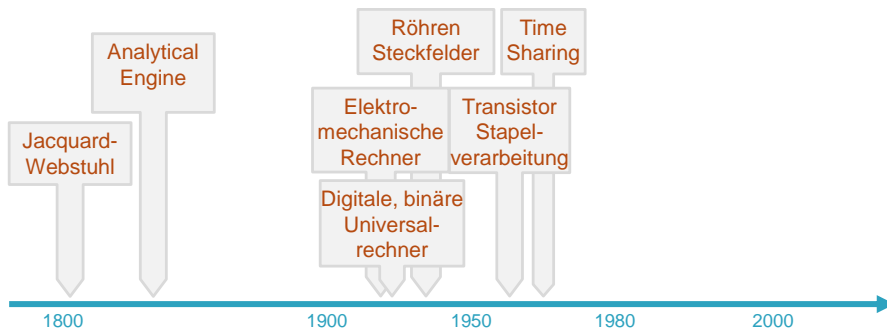 Röhren
Steckfelder
Time
Sharing
Analytical
Engine
Elektro-
mechanische
Rechner
Transistor
Stapel-
verarbeitung
Jacquard-
Webstuhl
Digitale, binäre
Universal-
rechner
1800
1900
1950
1980
2000